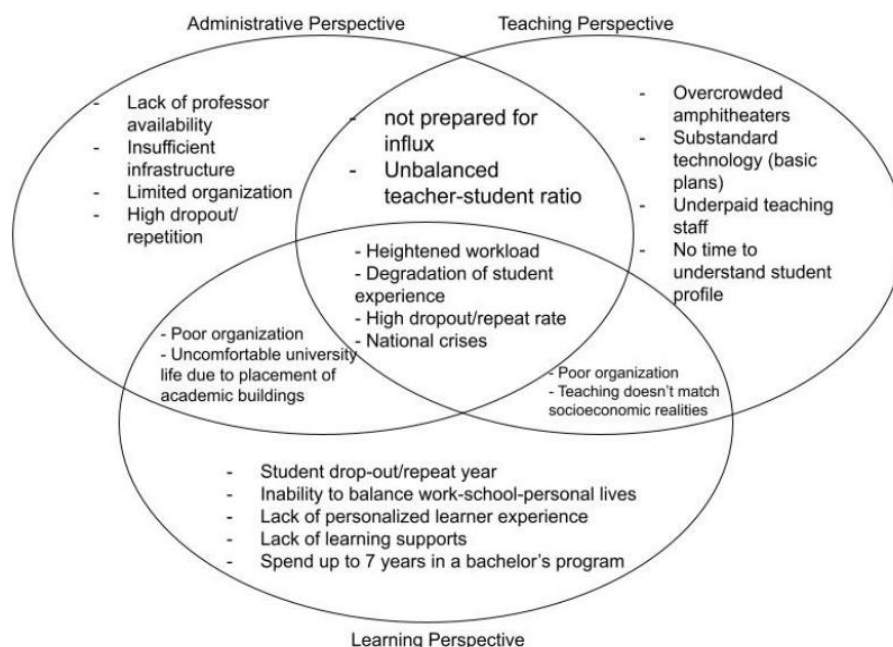 Administrative Perspective
Teaching Perspective
- Lack of professor
availability
- Insufficient
infrastructure
- Limited organization
- High dropout/
repetition
- not prepared for
influx
- Unbalanced
teacher-student ratio
- Overcrowded
amphitheaters
- Substandard
technology (basic
plans)
- Underpaid teaching
staff
- No time to
understand student
profile
- Heightened workload
- Degradation of student
experience
- High dropout/repeat rate
- National crises
- Poor organization
- Uncomfortable university
life due to placement of
academic buildings
- Poor organization
- Teaching doesn't match
socioeconomic realities
- Student drop-out/repeat year
- Inability to balance work-school-personal lives
- Lack of personalized learner experience
- Lack of learning supports
- Spend up to 7 years in a bachelor's program
Learning Perspective